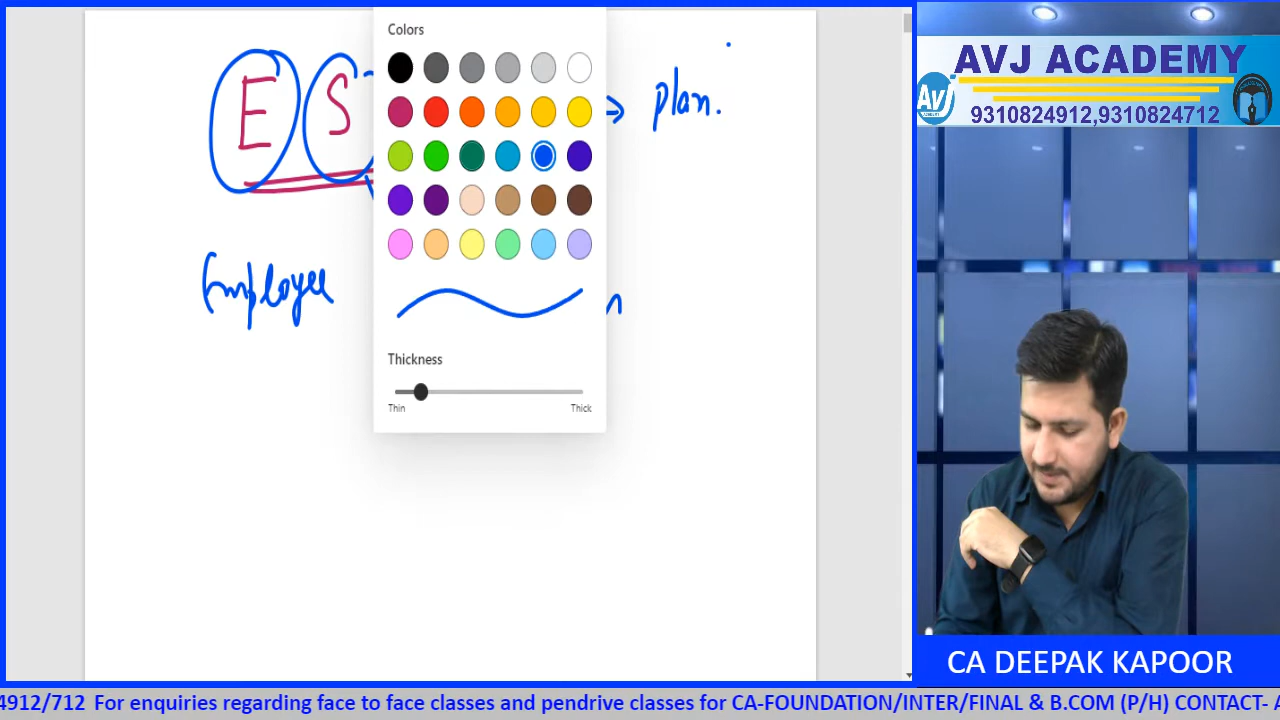 Colors
AVJ ACADEMY
AVJ
9310824912,9310824712
E S → plan.
Employee
Thickness
Thin Thick
CA DEEPAK KAPOOR
4912/712 For enquiries regarding face to face classes and pendrive classes for CA-FOUNDATION/INTER/FINAL & B.COM (P/H) CONTACT- A